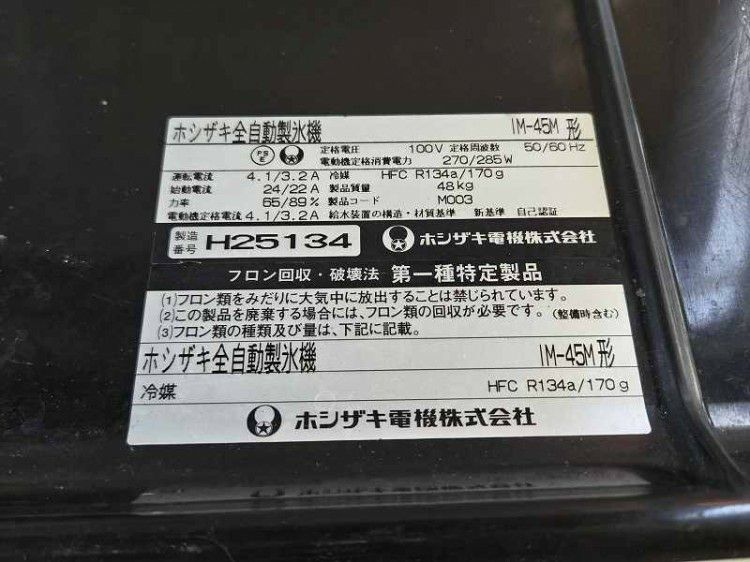 ホシザキ全自動製氷機 IM-45M 形
PS E 定格電圧 100V 定格周波数 50/60Hz
電動機定格消費電力 270/285W
運転電流 4.1/3.2A 冷媒 HFC R134a/170g
始動電流 24/22A 製品質量 48kg
力率 65/89% 製品コード M003
電動機定格電流 4.1/3.2A 給水装置の構造・材質基準 新基準 自己認証
製造番号 H25134 ホシザキ電機株式会社
フロン回収・破壊法 第一種特定製品
(1)フロン類をみだりに大気中に放出することは禁じられています。
(2)この製品を廃棄する場合には、フロン類の回収が必要です。(整備時含む)
(3)フロン類の種類及び量は、下記に記載。
ホシザキ全自動製氷機 IM-45M 形
冷媒 HFC R134a/170g
ホシザキ電機株式会社